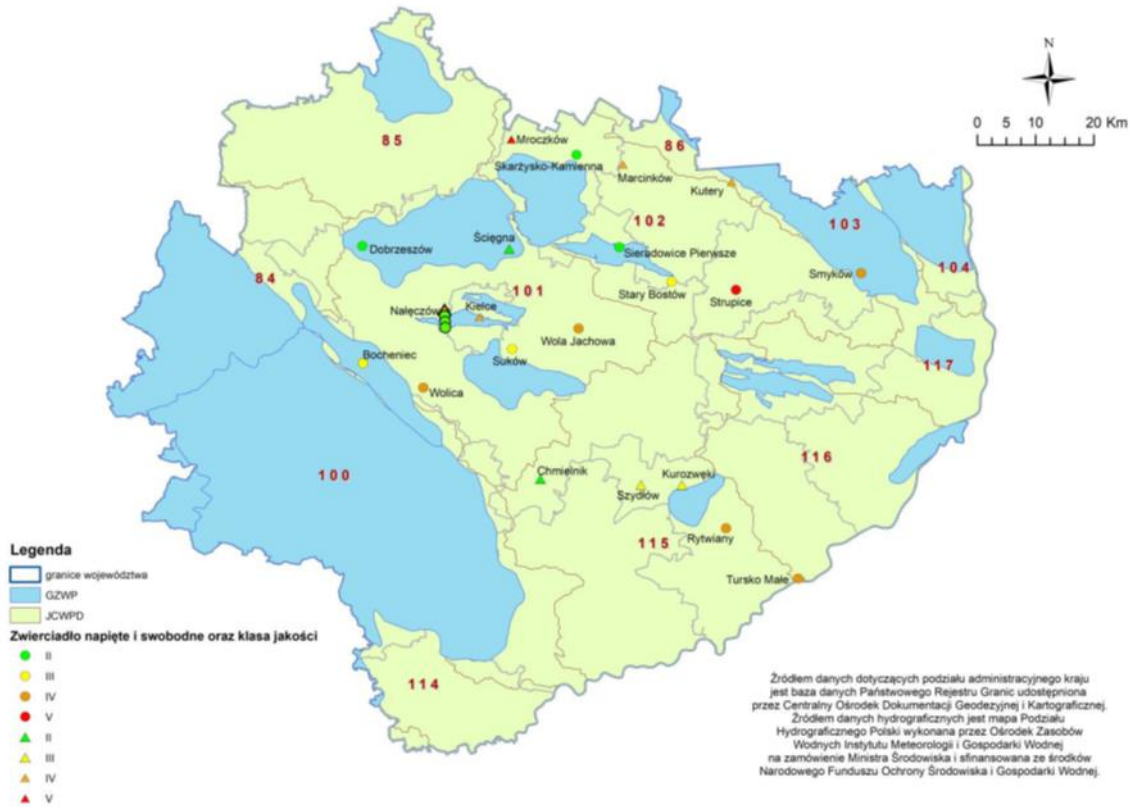 N
0 5 10 20 Km
85
Mroczków
Skarżysko-Kamienna
86
Marcinków
Kutery
102
103
Ścięgna
Dobrzeszów
Sieradowice Pierwsze
Smyków
104
84
Stary Bostów
Strupice
101
Nałęczów
Kielce
Wola Jachowa
Suków
Bocheniec
117
Wolica
116
100
Chmielnik
Kurozwęki
Szydłów
Rytwiany
115
Tursko Małe
114
Legenda
granice województwa
GZWP
JCWPD
Zwierciadło napięte i swobodne oraz klasa jakości
II
III
IV
V
II
III
IV
V
Źródłem danych dotyczących podziału administracyjnego kraju
jest baza danych Państwowego Rejestru Granic udostępniona
przez Centralny Ośrodek Dokumentacji Geodezyjnej i Kartograficznej.
Źródłem danych hydrograficznych jest mapa Podziału
Hydrograficznego Polski wykonana przez Ośrodek Zasobów
Wodnych Instytutu Meteorologii i Gospodarki Wodnej
na zamówienie Ministra Środowiska i sfinansowana ze środków
Narodowego Funduszu Ochrony Środowiska i Gospodarki Wodnej.